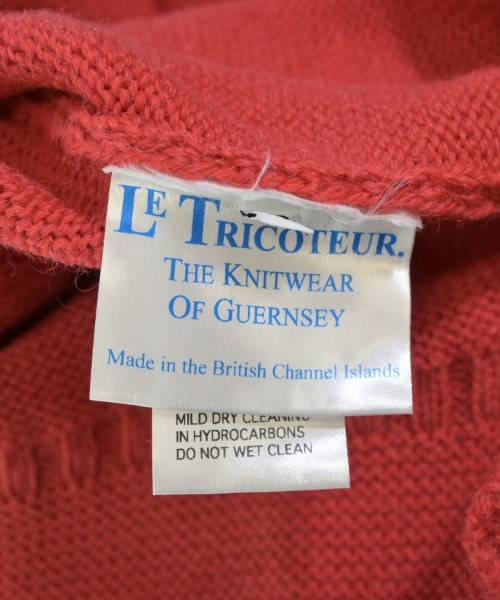 LE TRICOTEUR.
THE KNITWEAR
OF GUERNSEY
Made in the British Channel Islands
MILD DRY CLEANING
IN HYDROCARBONS
DO NOT WET CLEAN